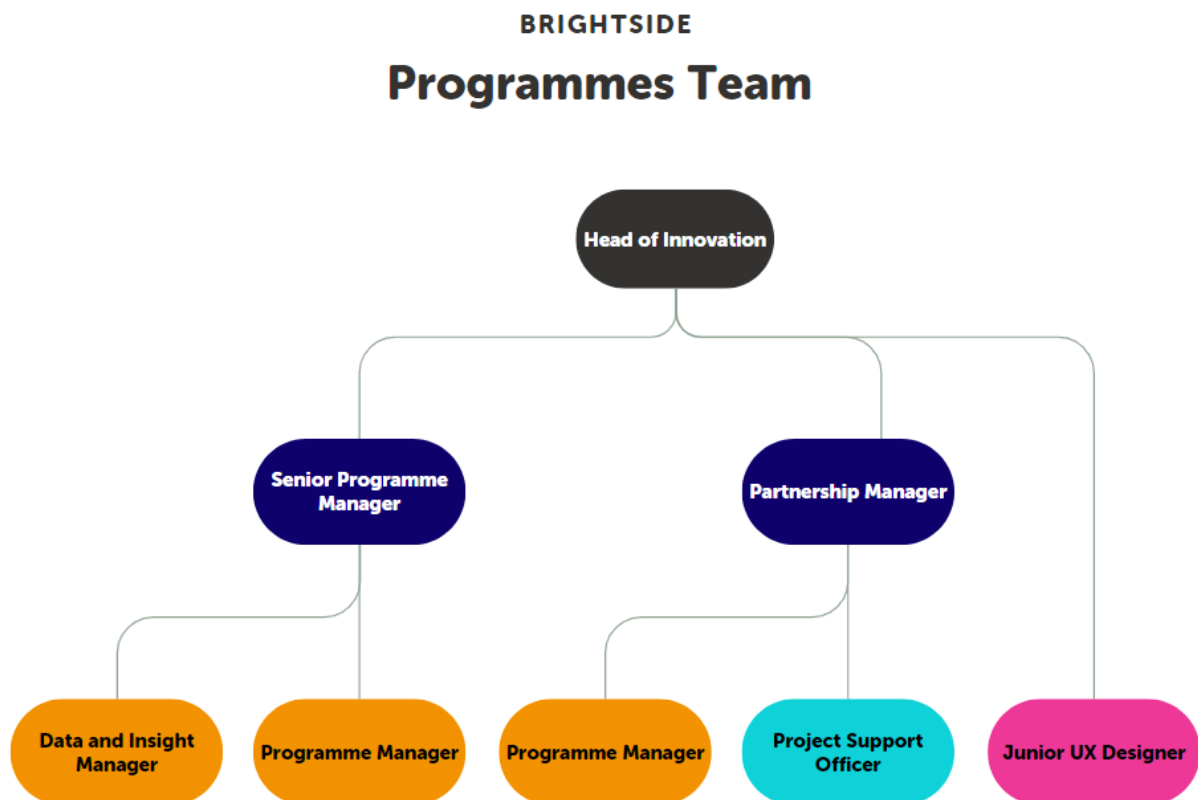 BRIGHTSIDE
Programmes Team
Head of Innovation
Senior Programme
Manager
Partnership Manager
Data and Insight
Manager
Programme Manager
Programme Manager
Project Support
Officer
Junior UX Designer